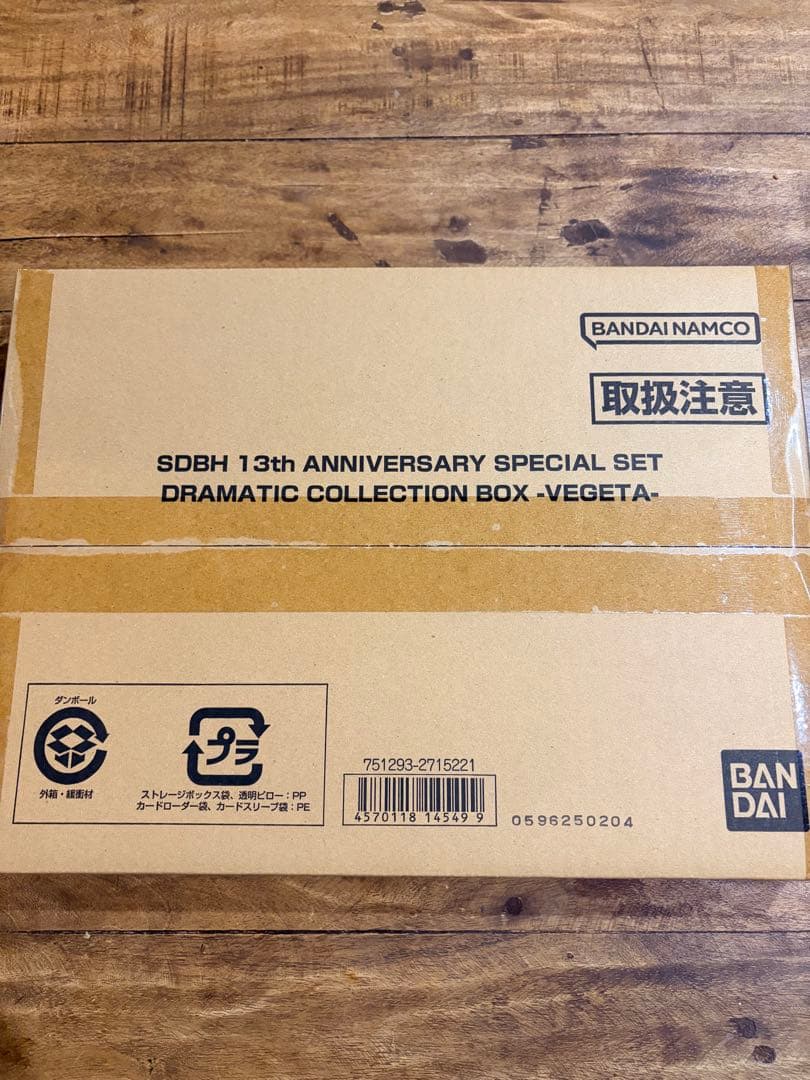 BANDAI NAMCO
取扱注意
SDBH 13th ANNIVERSARY SPECIAL SET
DRAMATIC COLLECTION BOX -VEGETA-
ダンボール
外箱・緩衝材
プラ
ストレージボックス袋、透明ピロー：PP
カードローダー袋、カードスリーブ袋：PE
751293-2715221
4570118 14549 9
0596250204
BAN
DAI